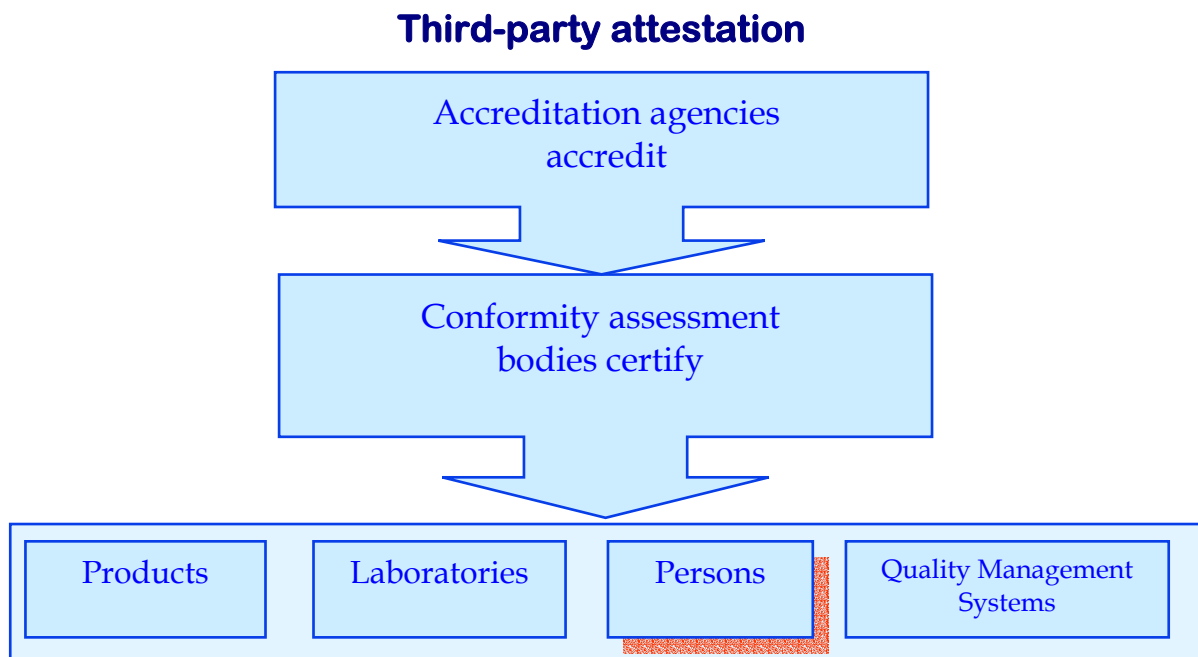 Third-party attestation
Accreditation agencies
accredit
Conformity assessment
bodies certify
Products
Laboratories
Persons
Quality Management
Systems